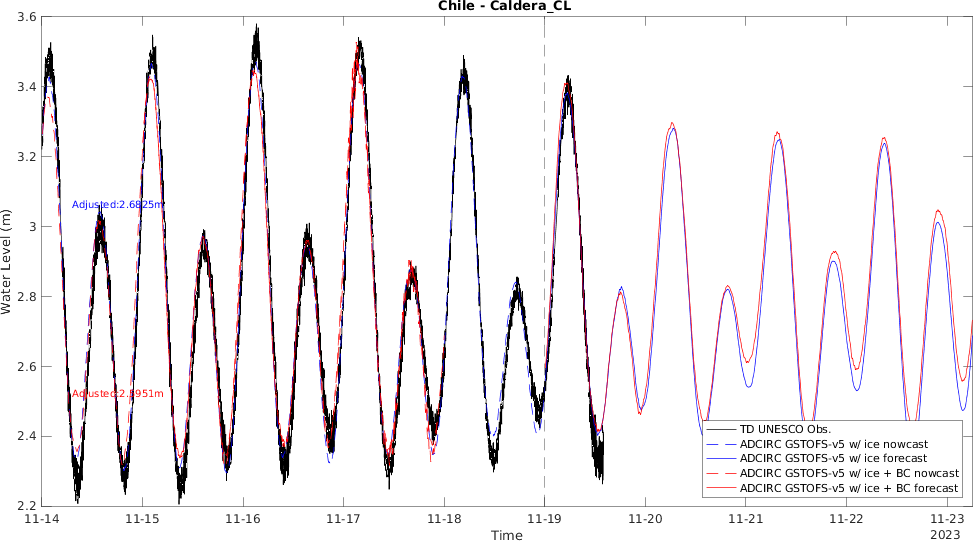 Chile - Caldera_CL
3.6
3.4
3.2
3
2.8
2.6
2.4
2.2
Water Level (m)
Adjusted:2.6825m
Adjusted:2.5951m
TD UNESCO Obs.
ADCIRC GSTOFS-v5 w/ ice nowcast
ADCIRC GSTOFS-v5 w/ ice forecast
ADCIRC GSTOFS-v5 w/ ice + BC nowcast
ADCIRC GSTOFS-v5 w/ ice + BC forecast
11-14 11-15 11-16 11-17 11-18 11-19 11-20 11-21 11-22 11-23
2023
Time